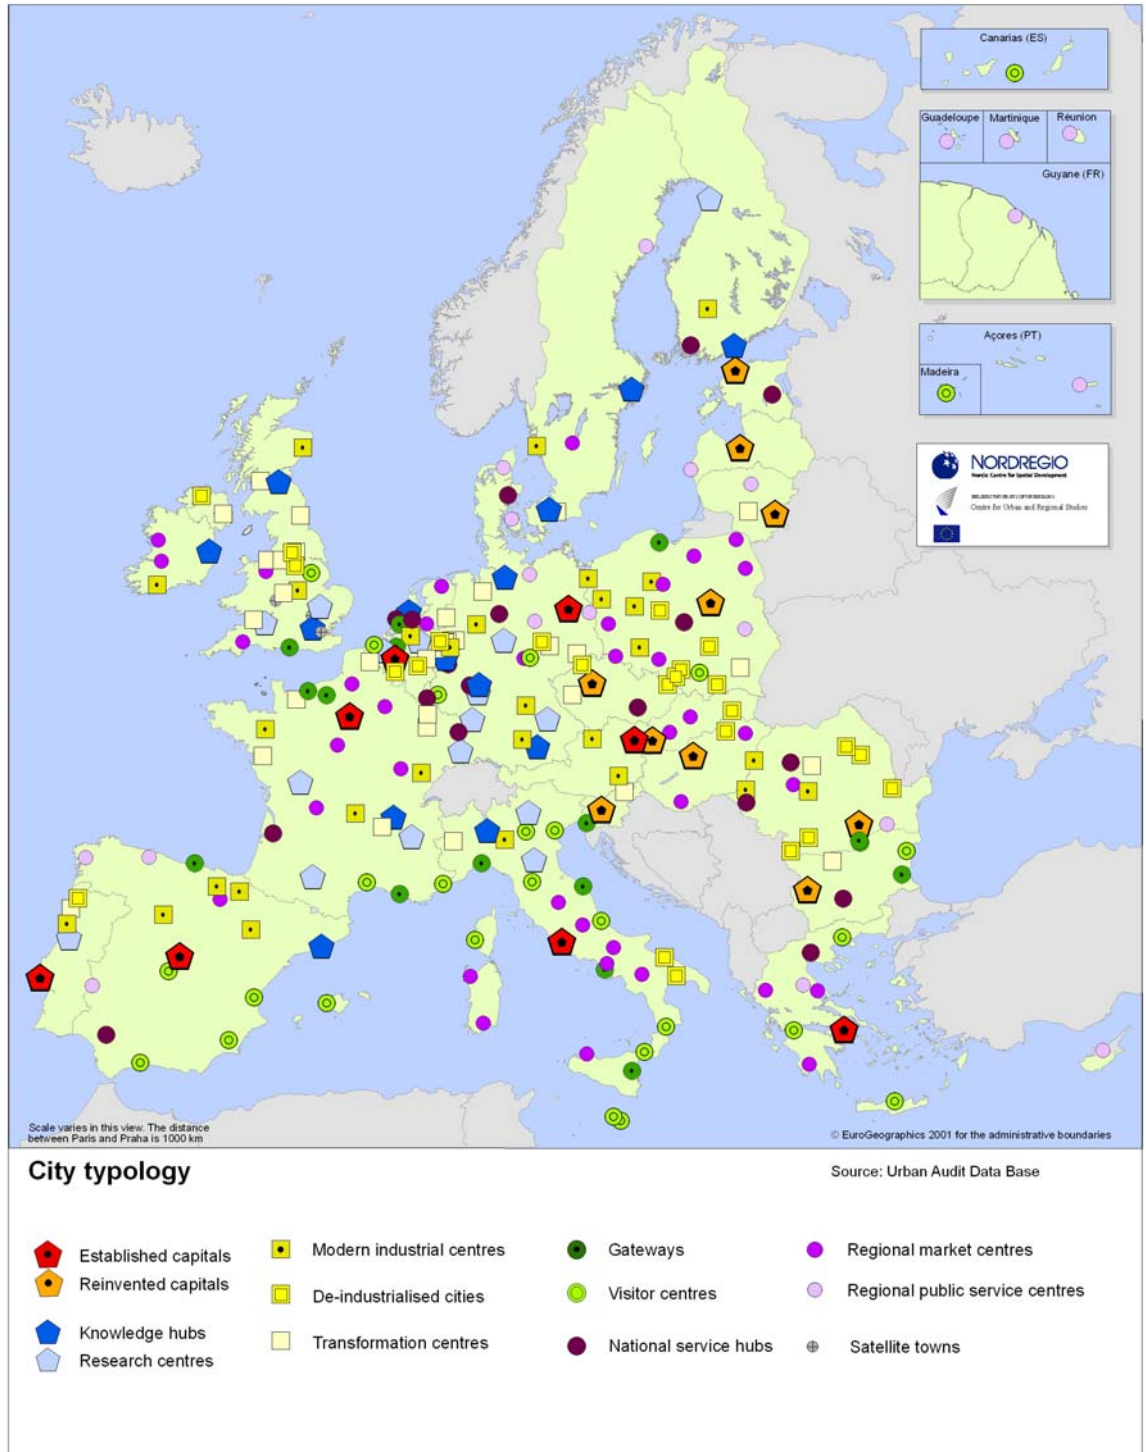 Canarias (ES)
Guadeloupe
Martinique
Réunion
Guyane (FR)
Açores (PT)
Madeira
NORDREGIO
Nordic Centre for Spatial Development
Centre for Urban and Regional Studies
Scale varies in this view. The distance
between Paris and Praha is 1000 km
© EuroGeographics 2001 for the administrative boundaries
City typology
Source: Urban Audit Data Base
Established capitals
Reinvented capitals
Knowledge hubs
Research centres
Modern industrial centres
De-industrialised cities
Transformation centres
Gateways
Visitor centres
National service hubs
Regional market centres
Regional public service centres
Satellite towns